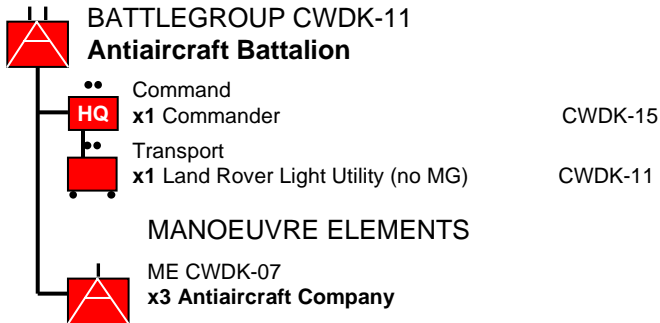 BATTLEGROUP CWDK-11
Antiaircraft Battalion
Command
HQ x1 Commander CWDK-15
Transport
x1 Land Rover Light Utility (no MG) CWDK-11
MANOEUVRE ELEMENTS
ME CWDK-07
x3 Antiaircraft Company